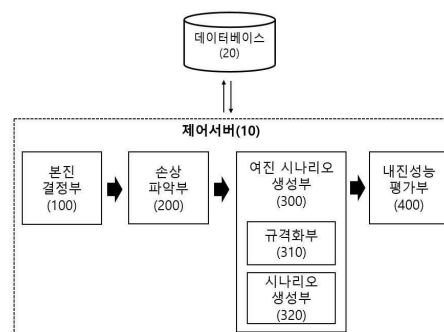 데이터베이스
(20)
제어서버(10)
본진
결정부
(100)
손상
파악부
(200)
여진 시나리오
생성부
(300)
규격화부
(310)
시나리오
생성부
(320)
내진성능
평가부
(400)